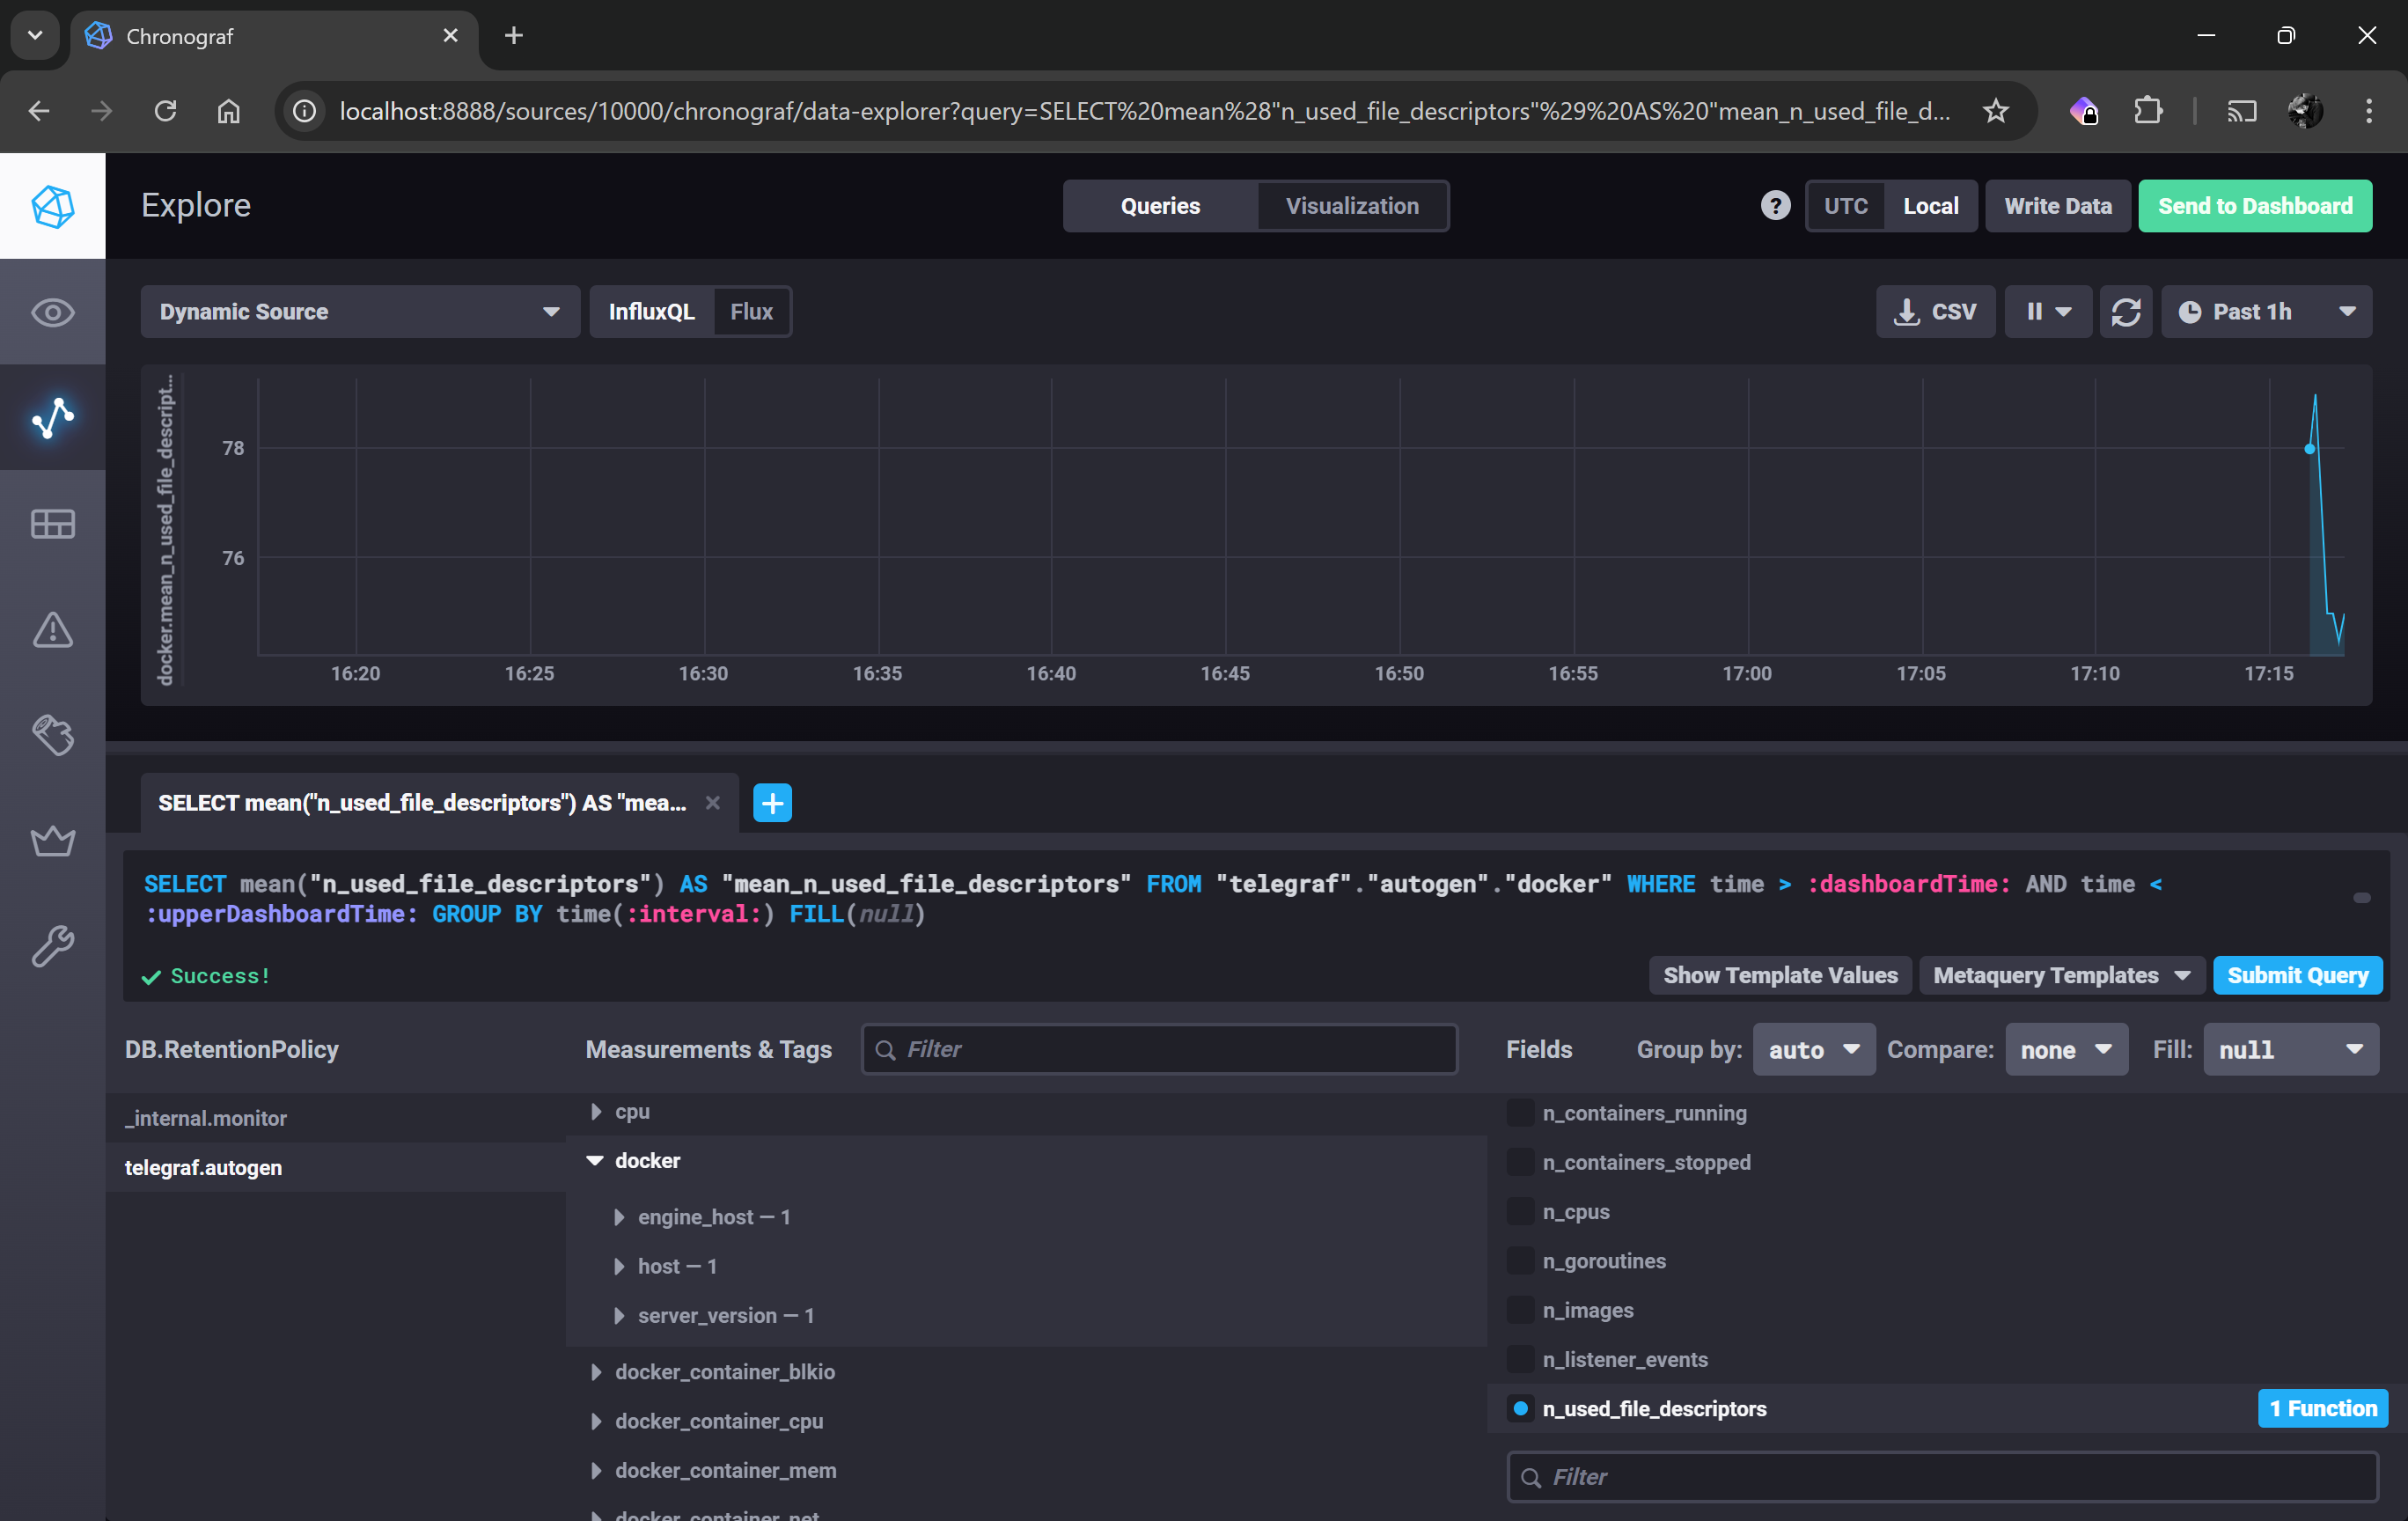 Chronograf
localhost:8888/sources/10000/chronograf/data-explorer?query=SELECT%20mean%28"n_used_file_descriptors"%29%20AS%20"mean_n_used_file_d...
Explore
Queries
Visualization
?
UTC
Local
Write Data
Send to Dashboard
Dynamic Source
InfluxQL
Flux
CSV
Past 1h
docker.mean_n_used_file_descript...
78
76
16:20
16:25
16:30
16:35
16:40
16:45
16:50
16:55
17:00
17:05
17:10
17:15
SELECT mean("n_used_file_descriptors") AS "mea...
SELECT mean("n_used_file_descriptors") AS "mean_n_used_file_descriptors" FROM "telegraf"."autogen"."docker" WHERE time > :dashboardTime: AND time <
:upperDashboardTime: GROUP BY time(:interval:) FILL(null)
Success!
Show Template Values
Metaquery Templates
Submit Query
DB.RetentionPolicy
Measurements & Tags
Filter
Fields
Group by:
auto
Compare:
none
Fill:
null
_internal.monitor
telegraf.autogen
cpu
docker
engine_host — 1
host — 1
server_version — 1
docker_container_blkio
docker_container_cpu
docker_container_mem
docker_container_net
n_containers_running
n_containers_stopped
n_cpus
n_goroutines
n_images
n_listener_events
n_used_file_descriptors
1 Function
Filter